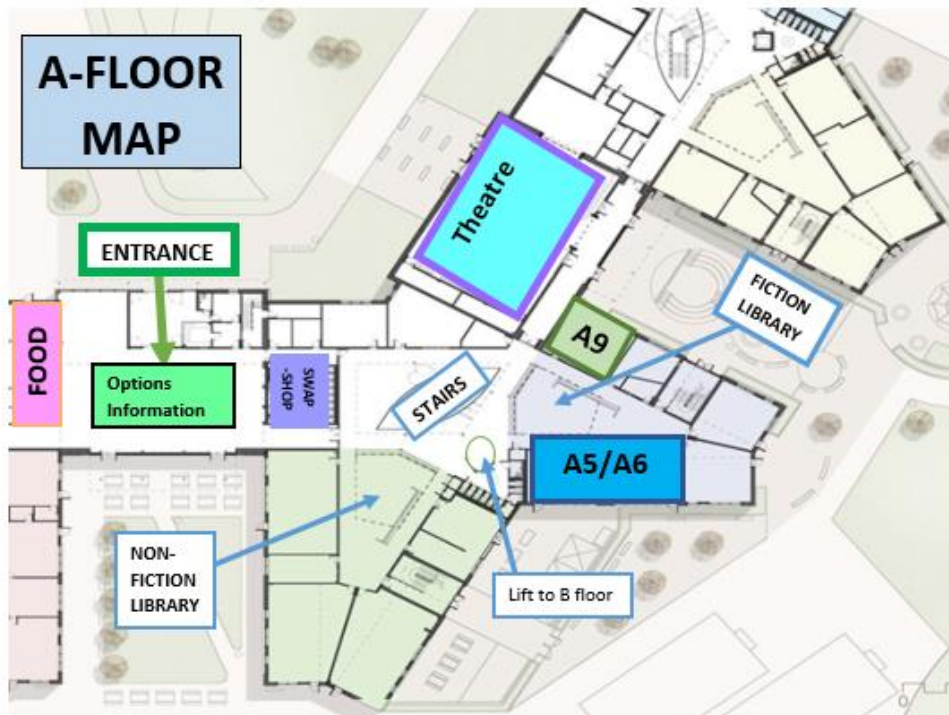 A-FLOOR
MAP
Theatre
ENTRANCE
FICTION
LIBRARY
A9
FOOD
Options
Information
SWAP
-SHOP
STAIRS
A5/A6
NON-
FICTION
LIBRARY
Lift to B floor